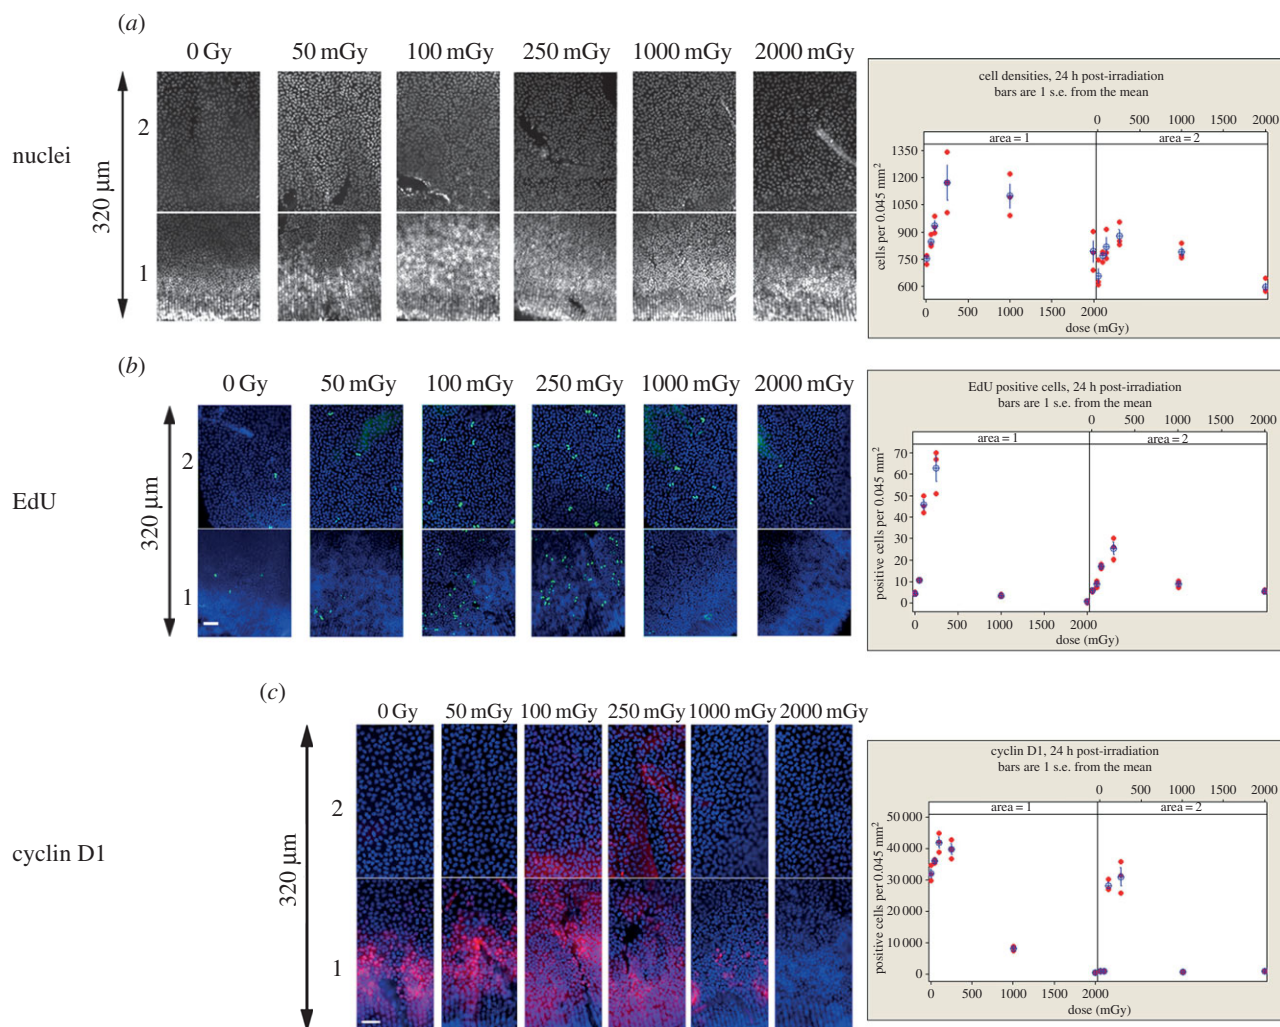 (a)
0 Gy 50 mGy 100 mGy 250 mGy 1000 mGy 2000 mGy
nuclei
320 µm
2
1
cell densities, 24 h post-irradiation
bars are 1 s.e. from the mean
0 500 1000 2000
area = 1 area = 2
cells per 0.045 mm²
1350
1200
1050
900
750
600
0 500 1000 2000
dose (mGy)
(b)
0 Gy 50 mGy 100 mGy 250 mGy 1000 mGy 2000 mGy
EdU
320 µm
2
1
EdU positive cells, 24 h post-irradiation
bars are 1 s.e. from the mean
0 500 1000 2000
area = 1 area = 2
positive cells per 0.045 mm²
70
60
50
40
30
20
10
0
0 500 1000 2000
dose (mGy)
(c)
0 Gy 50 mGy 100 mGy 250 mGy 1000 mGy 2000 mGy
cyclin D1
320 µm
2
1
cyclin D1, 24 h post-irradiation
bars are 1 s.e. from the mean
0 1000 2000
area = 1 area = 2
positive cells per 0.045 mm²
50 000
40 000
30 000
20 000
10 000
0
0 1000 2000
dose (mGy)